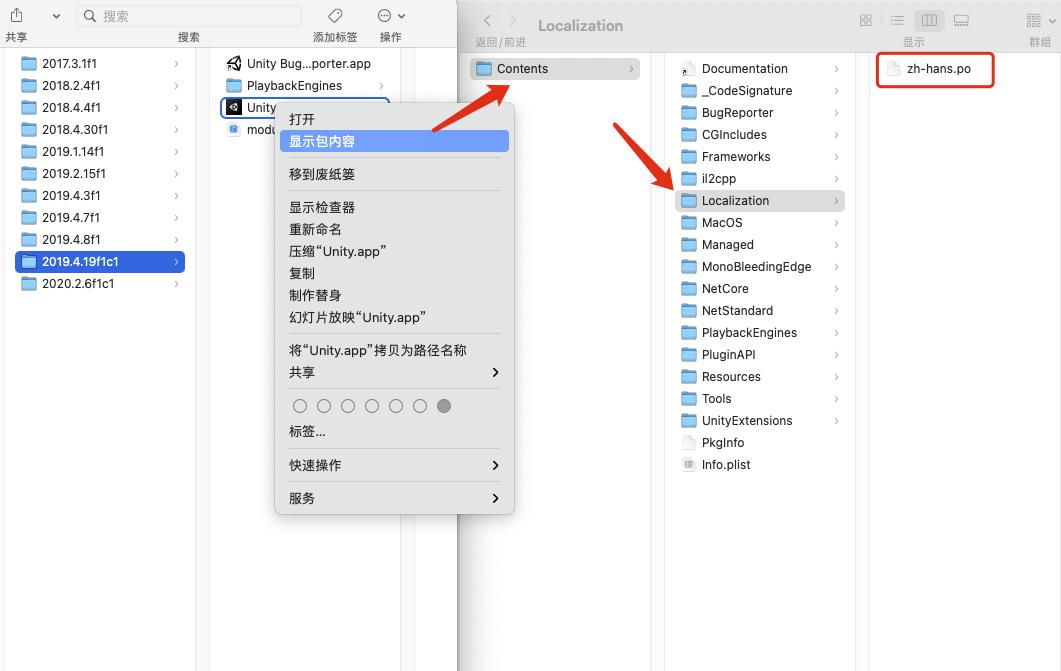 搜索
共享
搜索
添加标签
操作
2017.3.1f1
2018.2.4f1
2018.4.4f1
2018.4.30f1
2019.1.14f1
2019.2.15f1
2019.4.3f1
2019.4.7f1
2019.4.8f1
2019.4.19f1c1
2020.2.6f1c1
Unity Bug...porter.app
PlaybackEngines
Unity
modu
打开
显示包内容
移到废纸篓
显示检查器
重新命名
压缩“Unity.app”
复制
制作替身
幻灯片放映“Unity.app”
将“Unity.app”拷贝为路径名称
共享
标签...
快速操作
服务
Localization
返回/前进
显示
群组
Contents
Documentation
_CodeSignature
BugReporter
CGIncludes
Frameworks
il2cpp
Localization
MacOS
Managed
MonoBleedingEdge
NetCore
NetStandard
PlaybackEngines
PluginAPI
Resources
Tools
UnityExtensions
PkgInfo
Info.plist
zh-hans.po